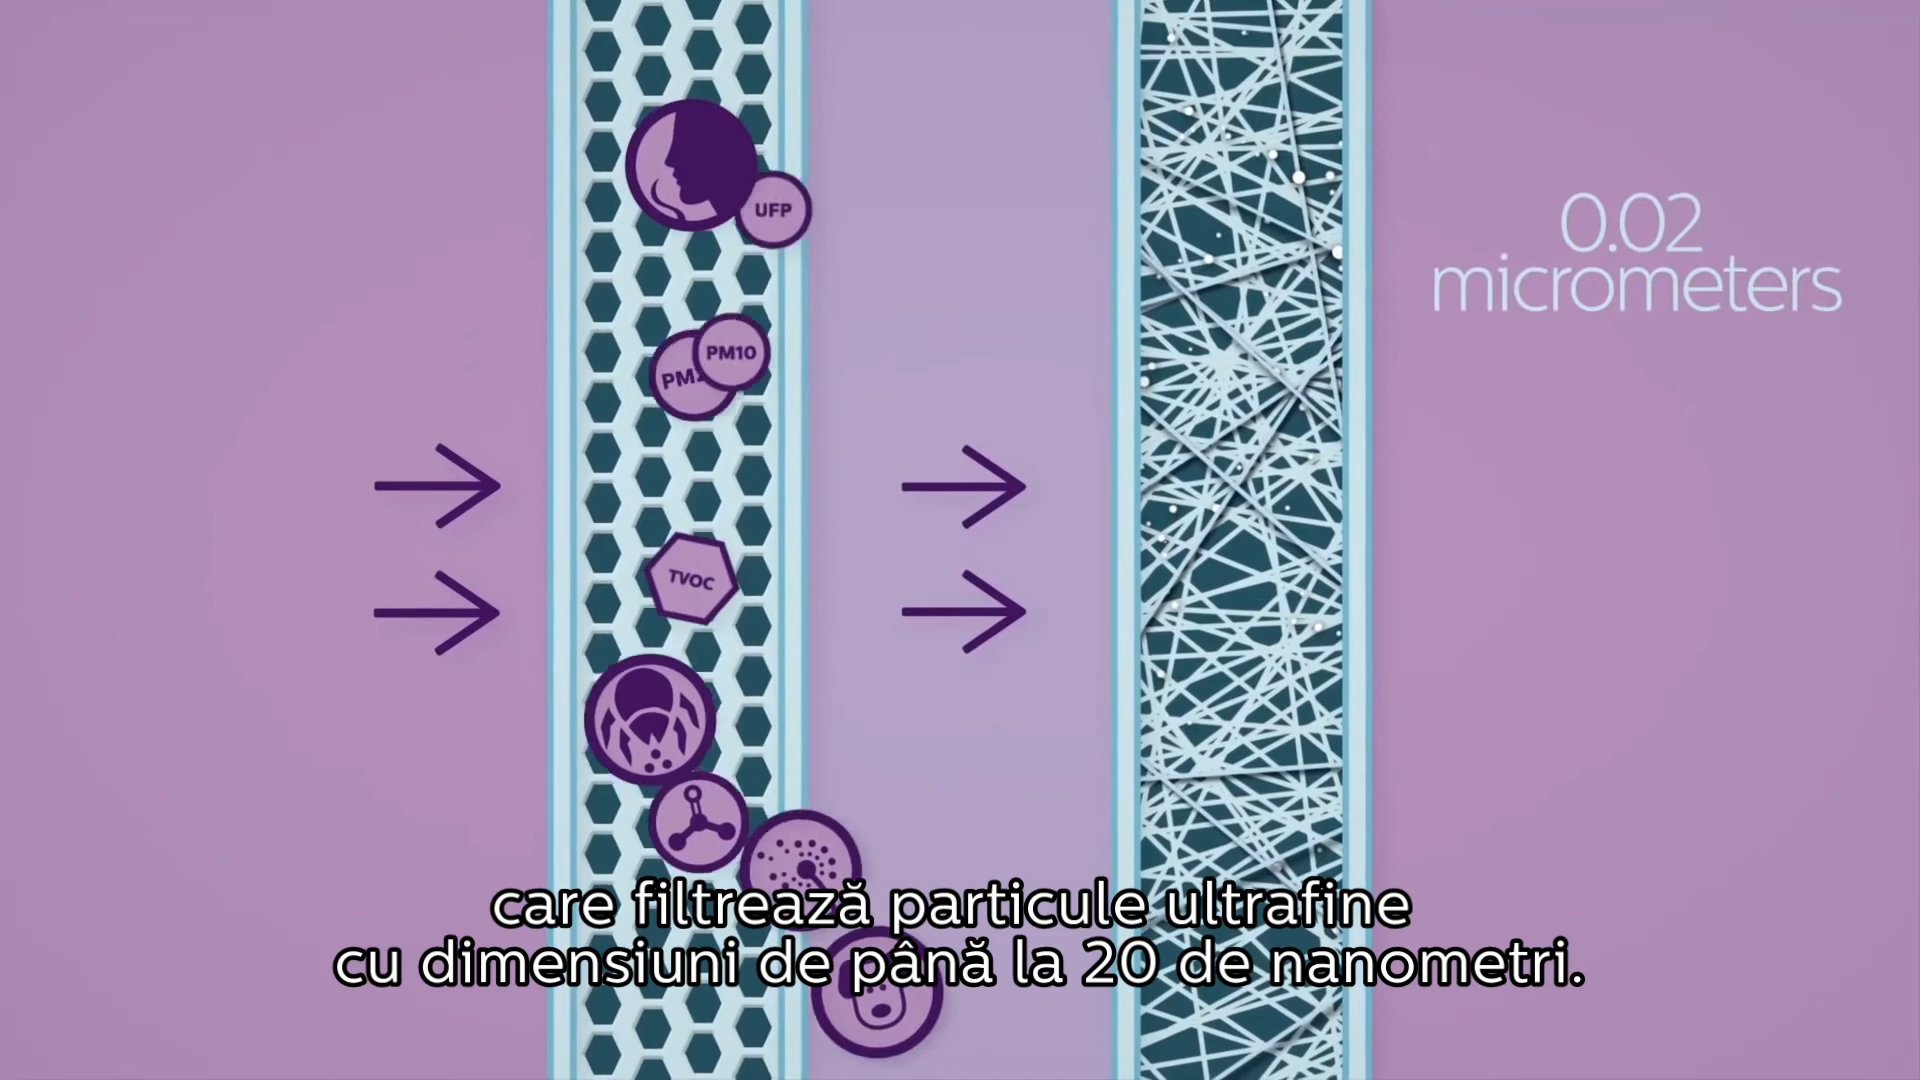 UFP
0.02
micrometers
PM10
TVOC
care filtrează particule ultrafine
cu dimensiuni de până la 20 de nanometri.